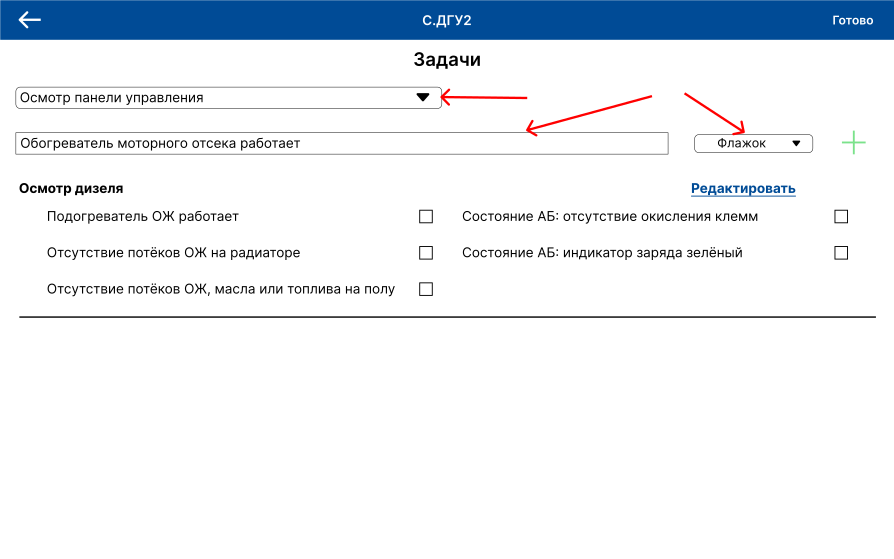 С.ДГУ2 Готово
Задачи
Осмотр панели управления
Обогреватель моторного отсека работает Флажок
Осмотр дизеля Редактировать
Подогреватель ОЖ работает Состояние АБ: отсутствие окисления клемм
Отсутствие потёков ОЖ на радиаторе Состояние АБ: индикатор заряда зелёный
Отсутствие потёков ОЖ, масла или топлива на полу